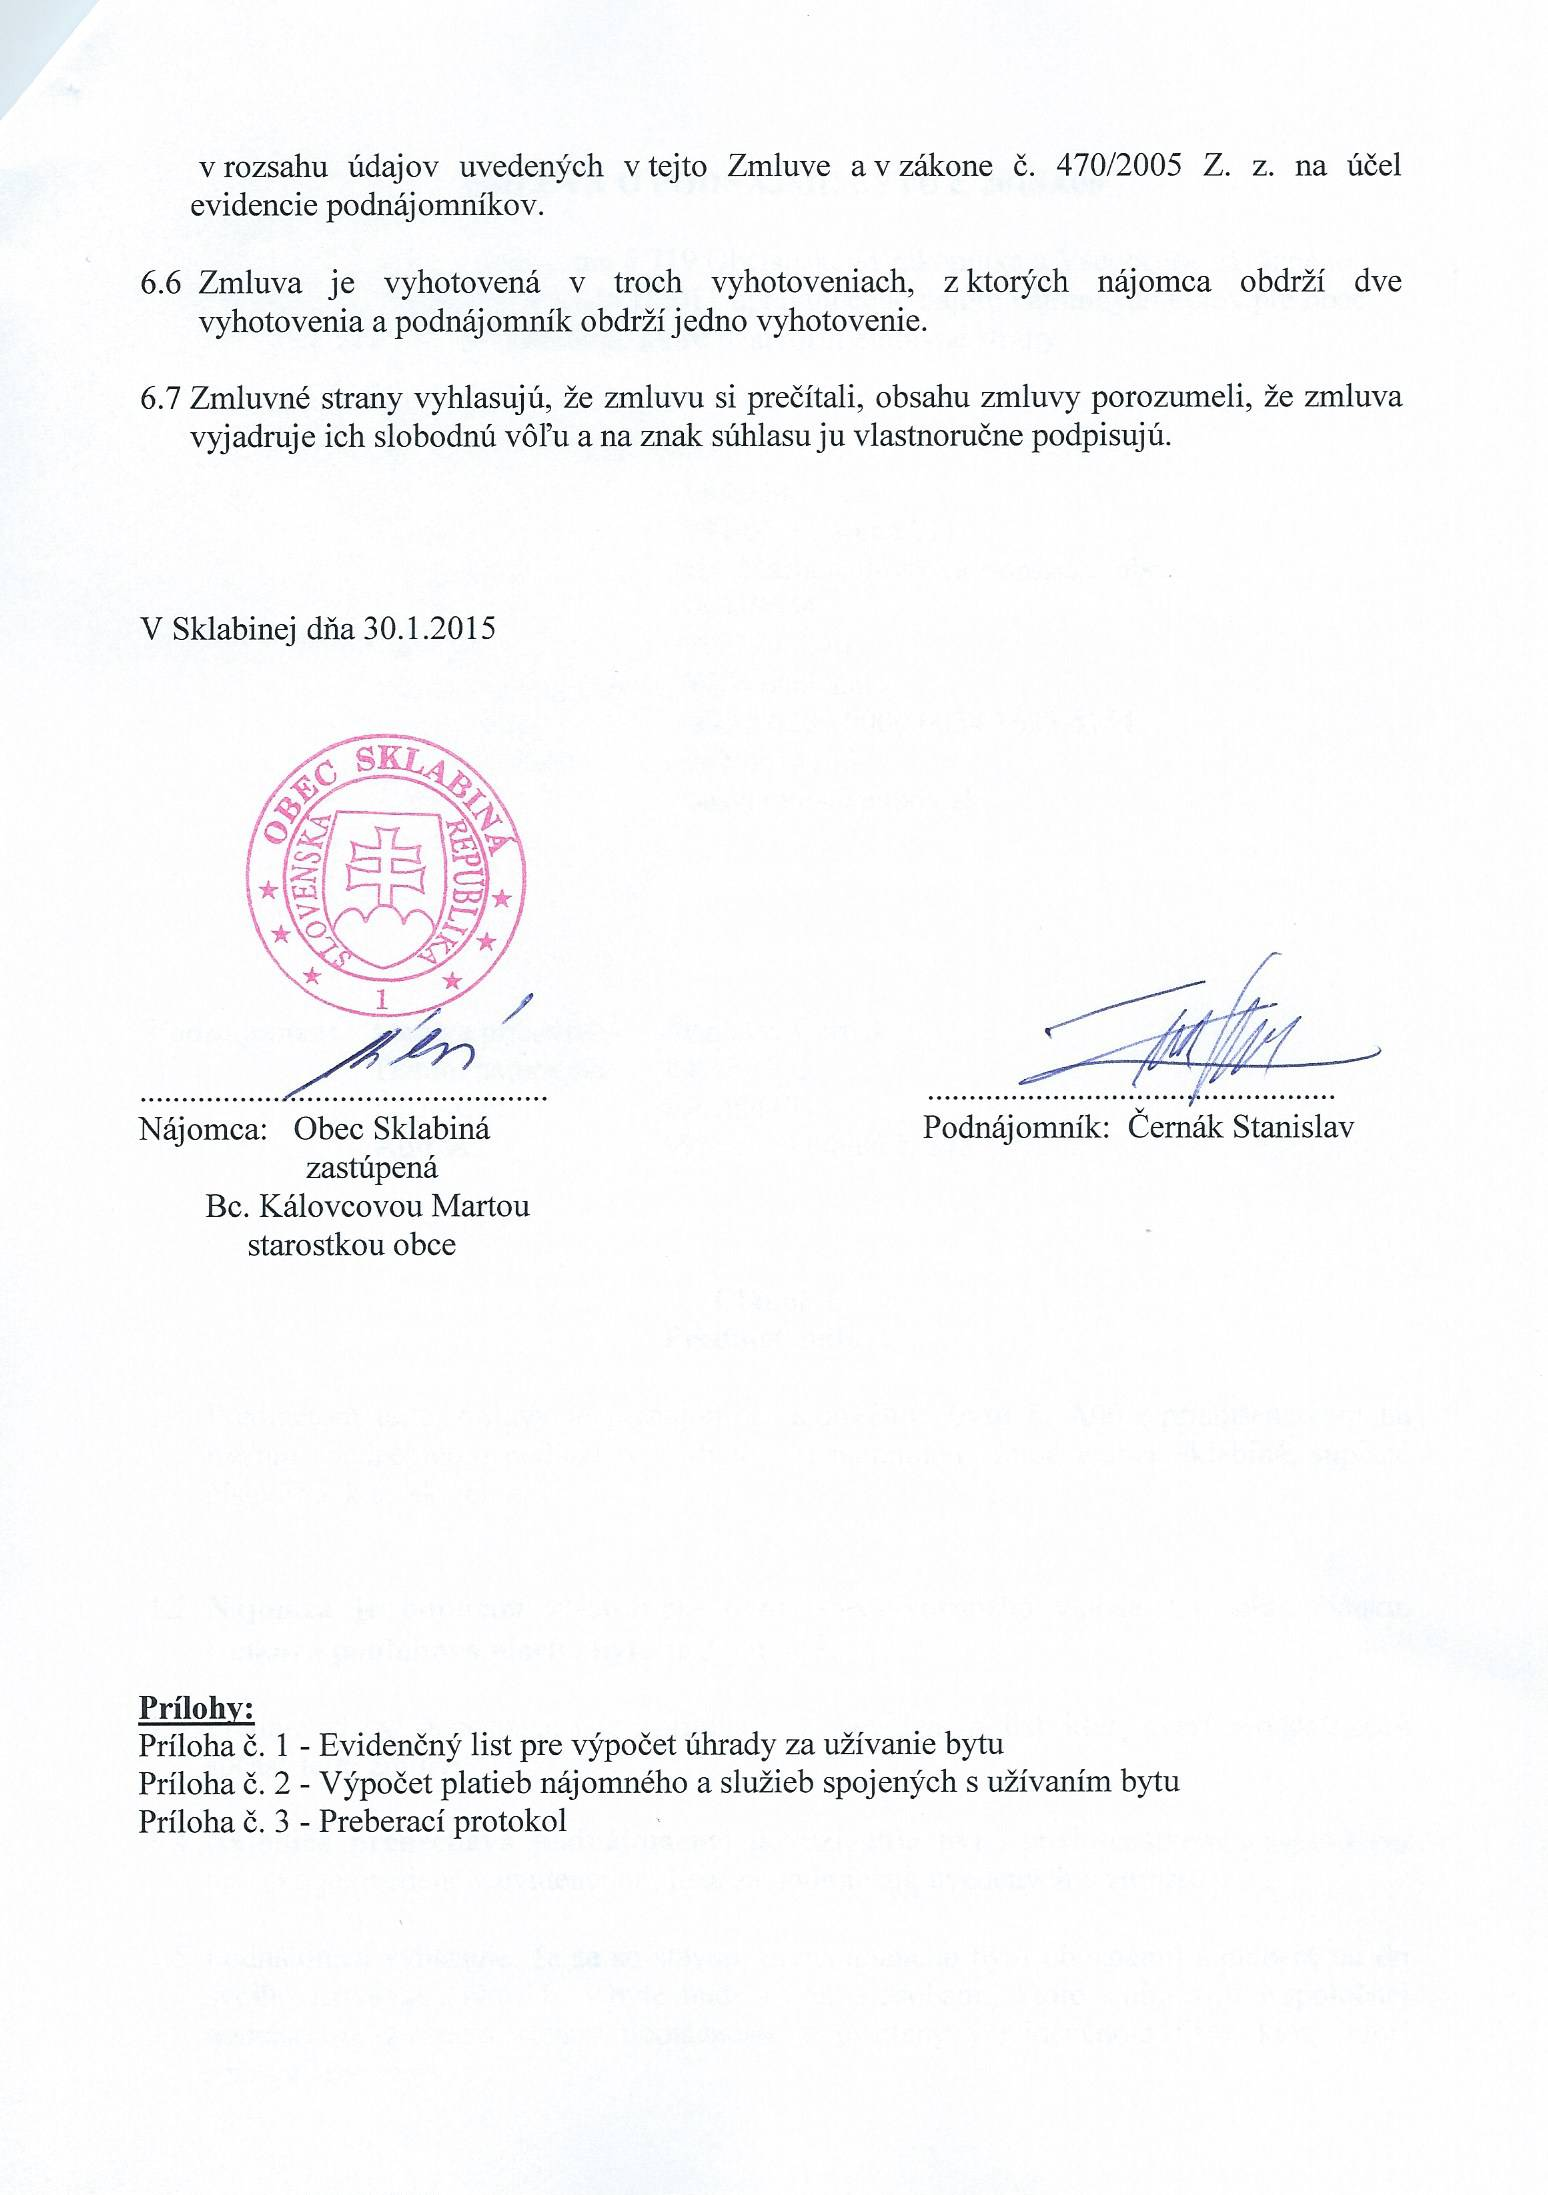 v rozsahu údajov uvedených v tejto Zmluve a v zákone č. 470/2005 Z. z. na účel
evidencie podnájomníkov.
6.6 Zmluva je vyhotovená v troch vyhotoveniach, z ktorých nájomca obdrží dve
vyhotovenia a podnájomník obdrží jedno vyhotovenie.
6.7 Zmluvné strany vyhlasujú, že zmluvu si prečítali, obsahu zmluvy porozumeli, že zmluva
vyjadruje ich slobodnú vôľu a na znak súhlasu ju vlastnoručne podpisujú.
V Sklabinej dňa 30.1.2015
OBEC SKLABINÁ
SLOVENSKÁ REPUBLIKA
1
Nájomca: Obec Sklabiná
zastúpená
Bc. Kálovcovou Martou
starostkou obce
Podnájomník: Černák Stanislav
Prílohy:
Príloha č. 1 - Evidenčný list pre výpočet úhrady za užívanie bytu
Príloha č. 2 - Výpočet platieb nájomného a služieb spojených s užívaním bytu
Príloha č. 3 - Preberací protokol